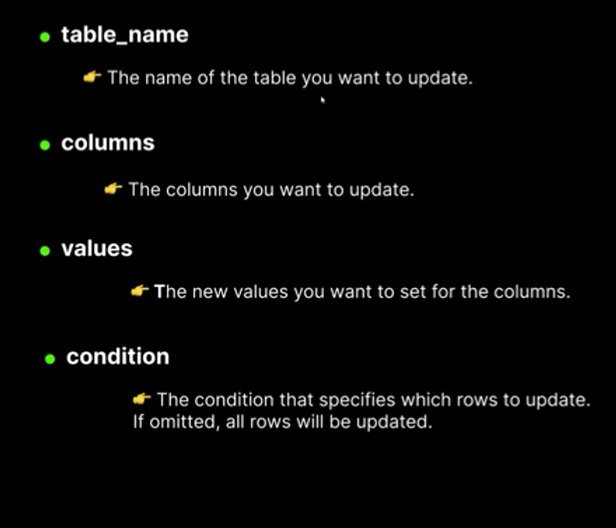 table_name
The name of the table you want to update.
columns
The columns you want to update.
values
The new values you want to set for the columns.
condition
The condition that specifies which rows to update.
If omitted, all rows will be updated.